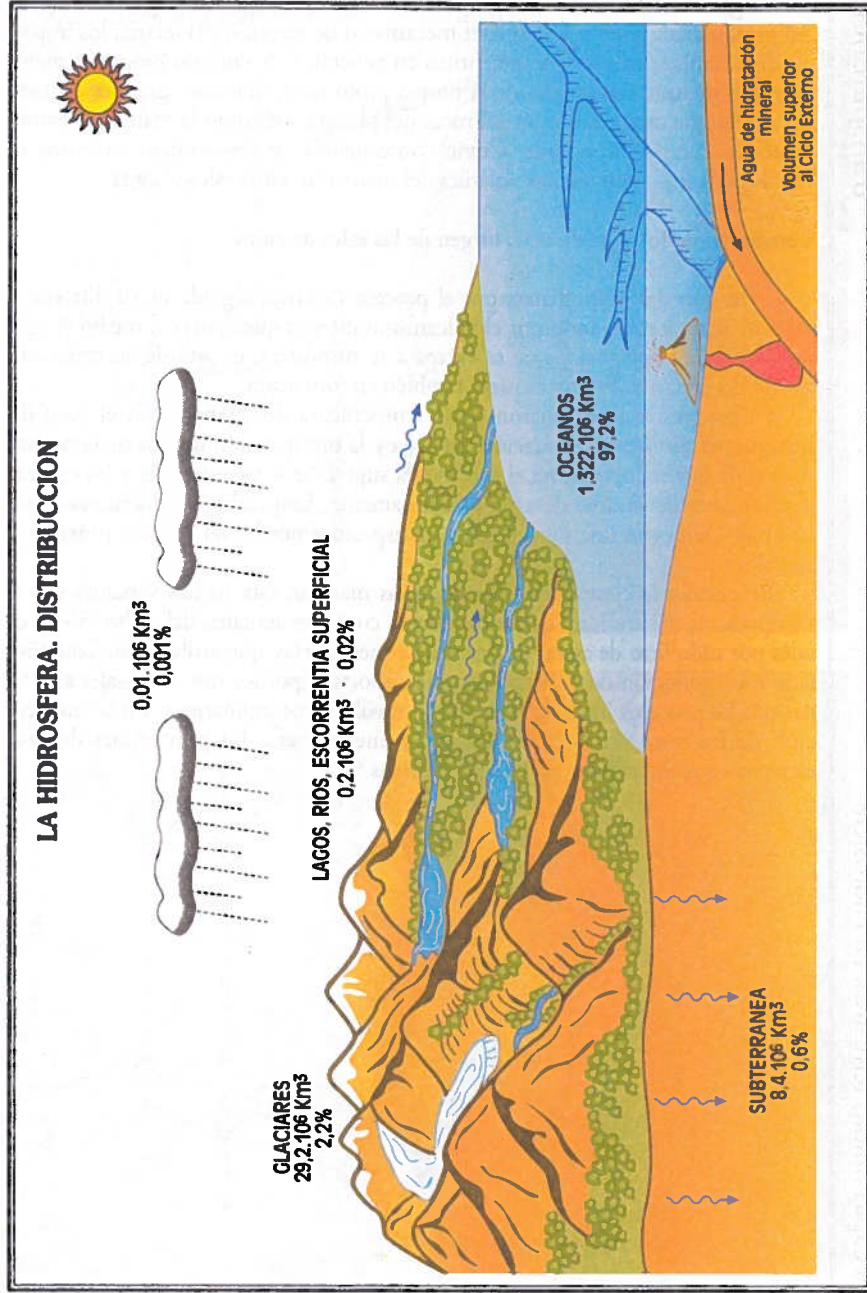 LA HIDROSFERA. DISTRIBUCCION
0,01.10⁶ Km³
0,001%
GLACIARES
29,2.10⁶ Km³
2,2%
LAGOS, RIOS, ESCORRENTIA SUPERFICIAL
0,2.10⁶ Km³ 0,02%
OCEANOS
1.322.10⁶ Km³
97,2%
SUBTERRANEA
8,4.10⁶ Km³
0,6%
Agua de hidratación
mineral
Volumen superior
al Ciclo Externo